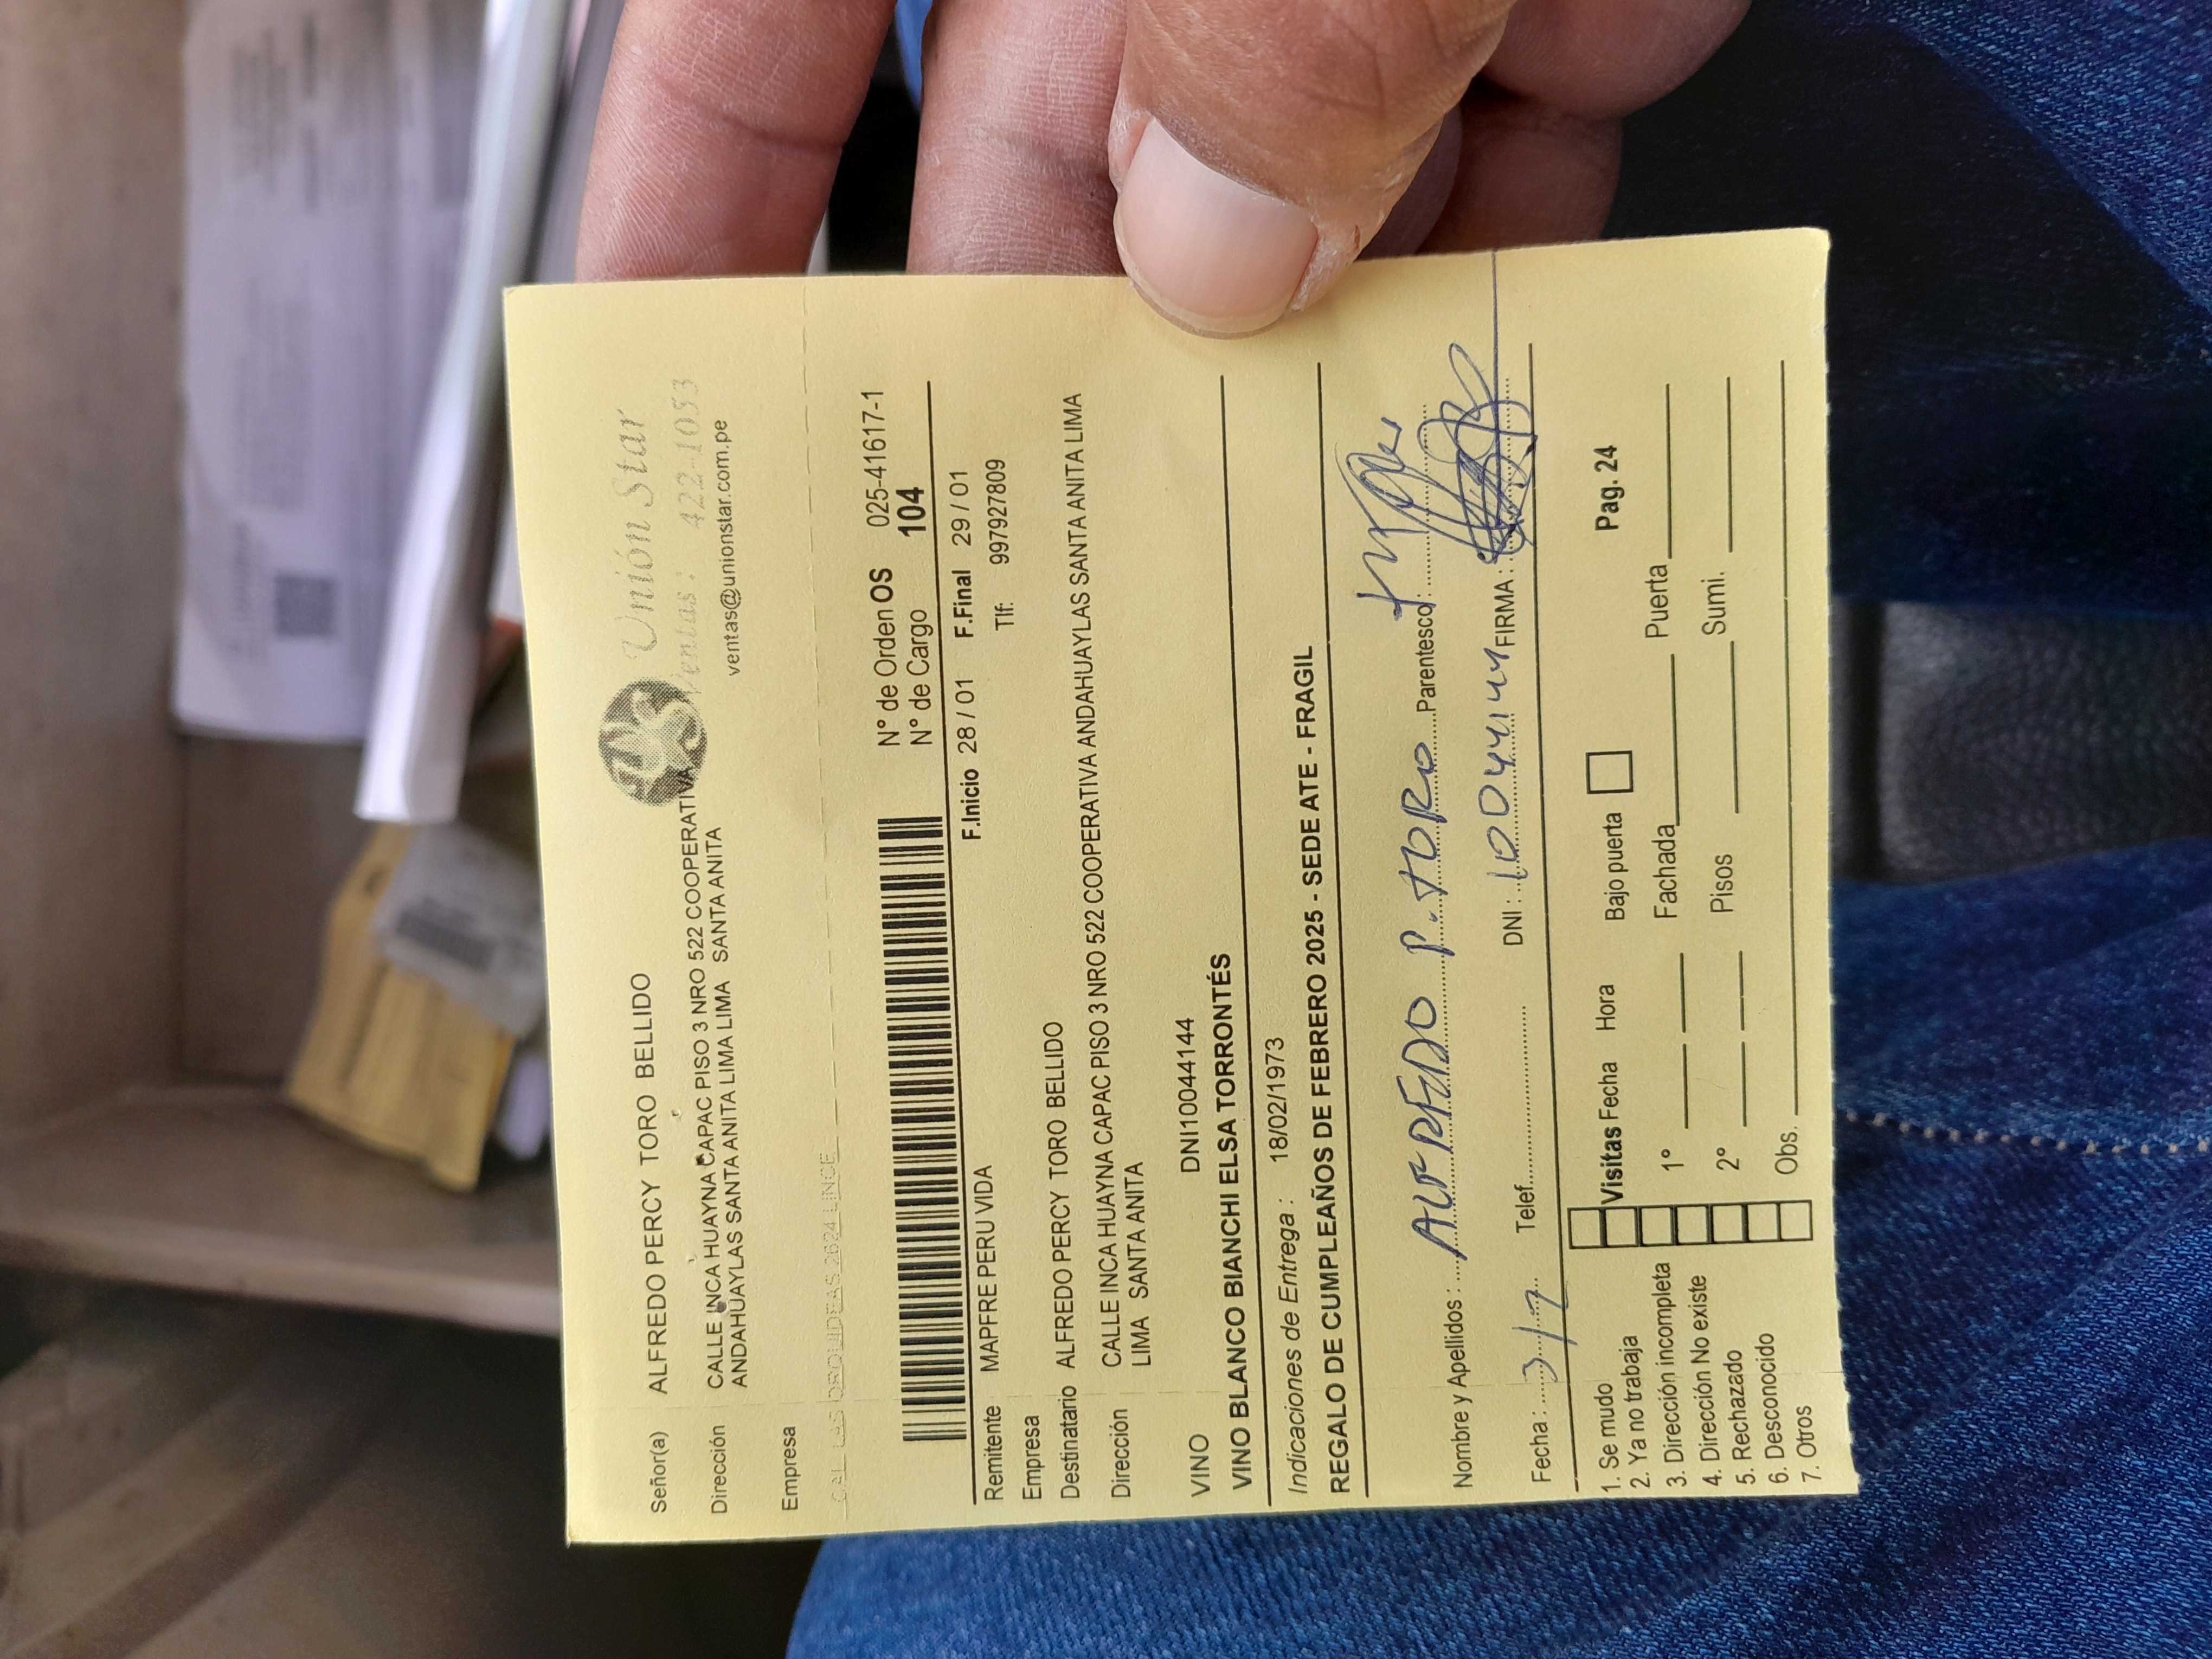 Señor(a) ALFREDO PERCY TORO BELLIDO
Unión Star
Ventas: 422-1053
ventas@unionstar.com.pe
Dirección CALLE INCA HUAYNA CAPAC PISO 3 NRO 522 COOPERATIVA
ANDAHUAYLAS SANTA ANITA LIMA LIMA SANTA ANITA
Empresa
CAL LAS ORQUIDEAS 2624 LINCE
N° de Orden OS 025-41617-1
N° de Cargo 104
F.Inicio 28 / 01 F.Final 29 / 01
Remitente MAPFRE PERU VIDA Tlf: 997927809
Empresa
Destinatario ALFREDO PERCY TORO BELLIDO
Dirección CALLE INCA HUAYNA CAPAC PISO 3 NRO 522 COOPERATIVA ANDAHUAYLAS SANTA ANITA LIMA
LIMA SANTA ANITA
VINO DNI10044144
VINO BLANCO BIANCHI ELSA TORRONTÉS
Indicaciones de Entrega : 18/02/1973
REGALO DE CUMPLEAÑOS DE FEBRERO 2025 - SEDE ATE - FRAGIL
Nombre y Apellidos : ALFREDO P. TORO Parentesco :
Fecha : 3/2 Telef. DNI : 10044144 FIRMA :
1. Se mudo
2. Ya no trabaja
3. Dirección incompleta
4. Dirección No existe
5. Rechazado
6. Desconocido
7. Otros
Visitas Fecha Hora Bajo puerta Pag. 24
1° Fachada Puerta
2° Pisos Sumi.
Obs.